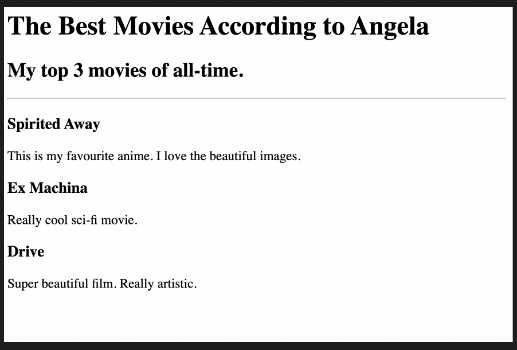 The Best Movies According to Angela
My top 3 movies of all-time.
Spirited Away
This is my favourite anime. I love the beautiful images.
Ex Machina
Really cool sci-fi movie.
Drive
Super beautiful film. Really artistic.